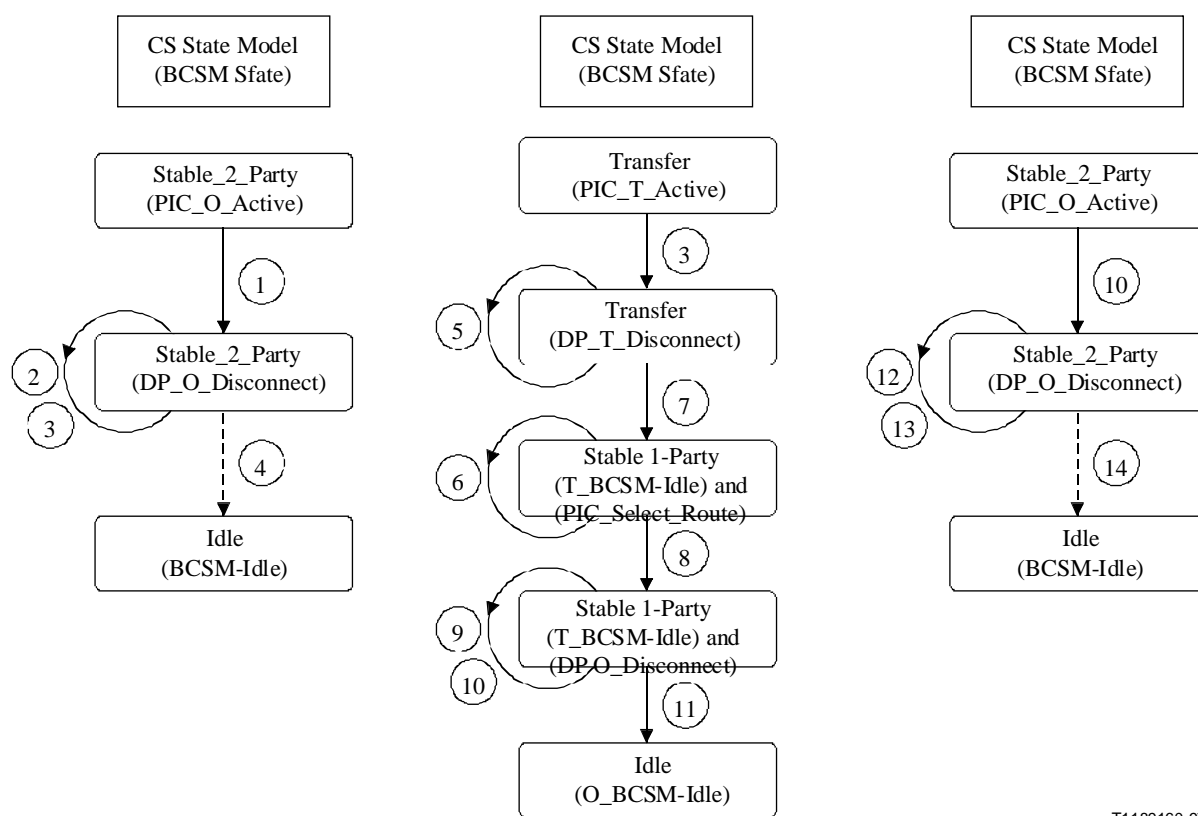 CS State Model
(BCSM Sfate)
Stable_2_Party
(PIC_O_Active)
1
Stable_2_Party
(DP_O_Disconnect)
2
3
4
Idle
(BCSM-Idle)
CS State Model
(BCSM Sfate)
Transfer
(PIC_T_Active)
3
Transfer
(DP_T_Disconnect)
5
7
Stable 1-Party
(T_BCSM-Idle) and
(PIC_Select_Route)
6
8
Stable 1-Party
(T_BCSM-Idle) and
(DP.O_Disconnect)
9
10
11
Idle
(O_BCSM-Idle)
CS State Model
(BCSM Sfate)
Stable_2_Party
(PIC_O_Active)
10
Stable_2_Party
(DP_O_Disconnect)
12
13
14
Idle
(BCSM-Idle)